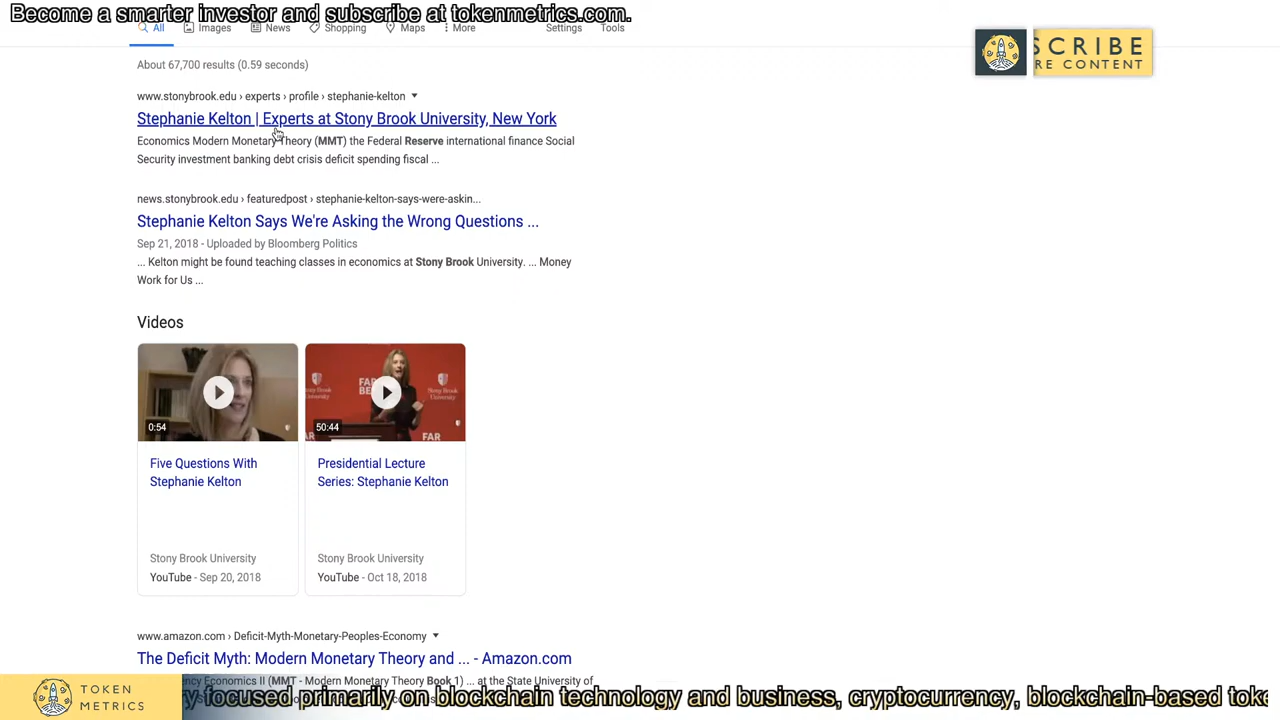 Become a smarter investor and subscribe at tokenmetrics.com.
All Images News Shopping Maps More Settings Tools
SCRIBE
RE CONTENT
About 67,700 results (0.59 seconds)
www.stonybrook.edu › experts › profile › stephanie-kelton
Stephanie Kelton | Experts at Stony Brook University, New York
Economics Modern Monetary Theory (MMT) the Federal Reserve international finance Social
Security investment banking debt crisis deficit spending fiscal ...
news.stonybrook.edu › featuredpost › stephanie-kelton-says-were-askin...
Stephanie Kelton Says We're Asking the Wrong Questions ...
Sep 21, 2018 - Uploaded by Bloomberg Politics
... Kelton might be found teaching classes in economics at Stony Brook University. ... Money
Work for Us ...
Videos
FAR
BE
Stony Brook
University
0:54
50:44
FAR
Five Questions With
Stephanie Kelton
Presidential Lecture
Series: Stephanie Kelton
Stony Brook University
YouTube - Sep 20, 2018
Stony Brook University
YouTube - Oct 18, 2018
www.amazon.com › Deficit-Myth-Monetary-Peoples-Economy
The Deficit Myth: Modern Monetary Theory and ... - Amazon.com
Economics II (MMT - Modern Monetary Theory Book 1) ... at the State University of
TOKEN
METRICS
y focused primarily on blockchain technology and business, cryptocurrency, blockchain-based toke